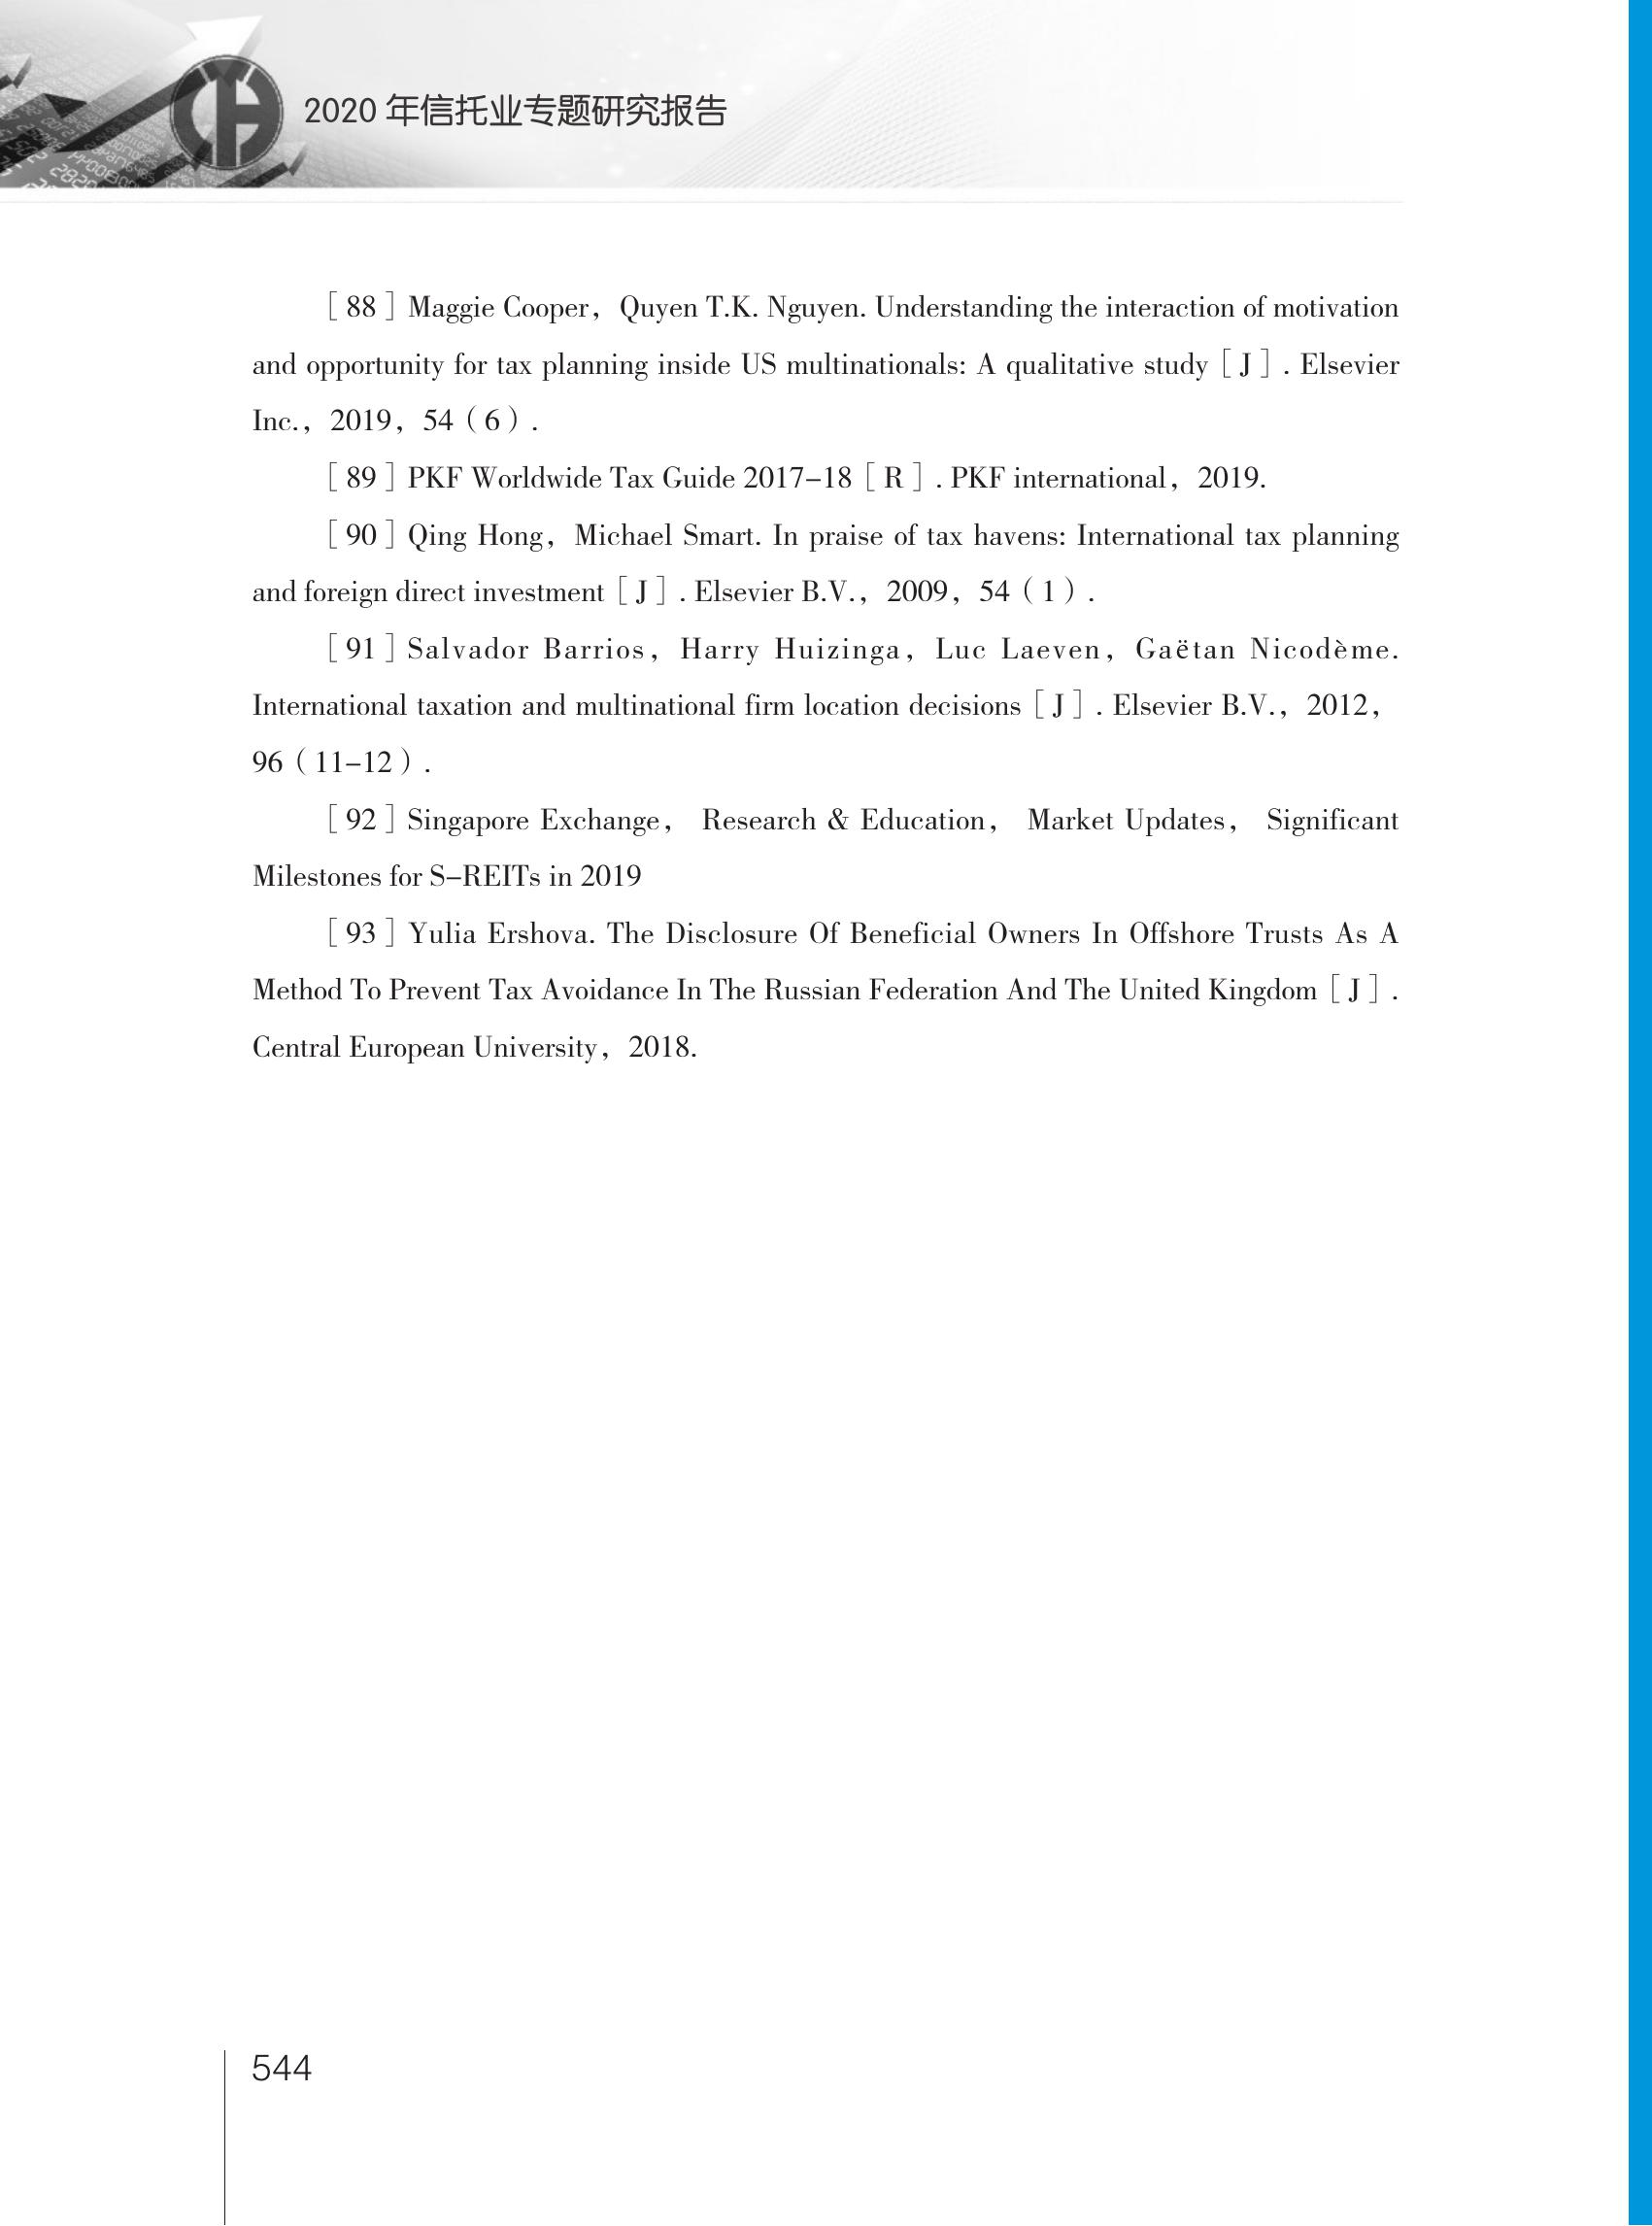 2020 年信托业专题研究报告
［88］Maggie Cooper，Quyen T.K. Nguyen. Understanding the interaction of motivation
and opportunity for tax planning inside US multinationals: A qualitative study［J］. Elsevier
Inc.，2019，54（6）.
［89］PKF Worldwide Tax Guide 2017–18［R］. PKF international，2019.
［90］Qing Hong，Michael Smart. In praise of tax havens: International tax planning
and foreign direct investment［J］. Elsevier B.V.，2009，54（1）.
［91］Salvador Barrios，Harry Huizinga，Luc Laeven，Gaëtan Nicodème.
International taxation and multinational firm location decisions［J］. Elsevier B.V.，2012，
96（11–12）.
［92］Singapore Exchange， Research & Education， Market Updates， Significant
Milestones for S–REITs in 2019
［93］Yulia Ershova. The Disclosure Of Beneficial Owners In Offshore Trusts As A
Method To Prevent Tax Avoidance In The Russian Federation And The United Kingdom［J］.
Central European University，2018.
544